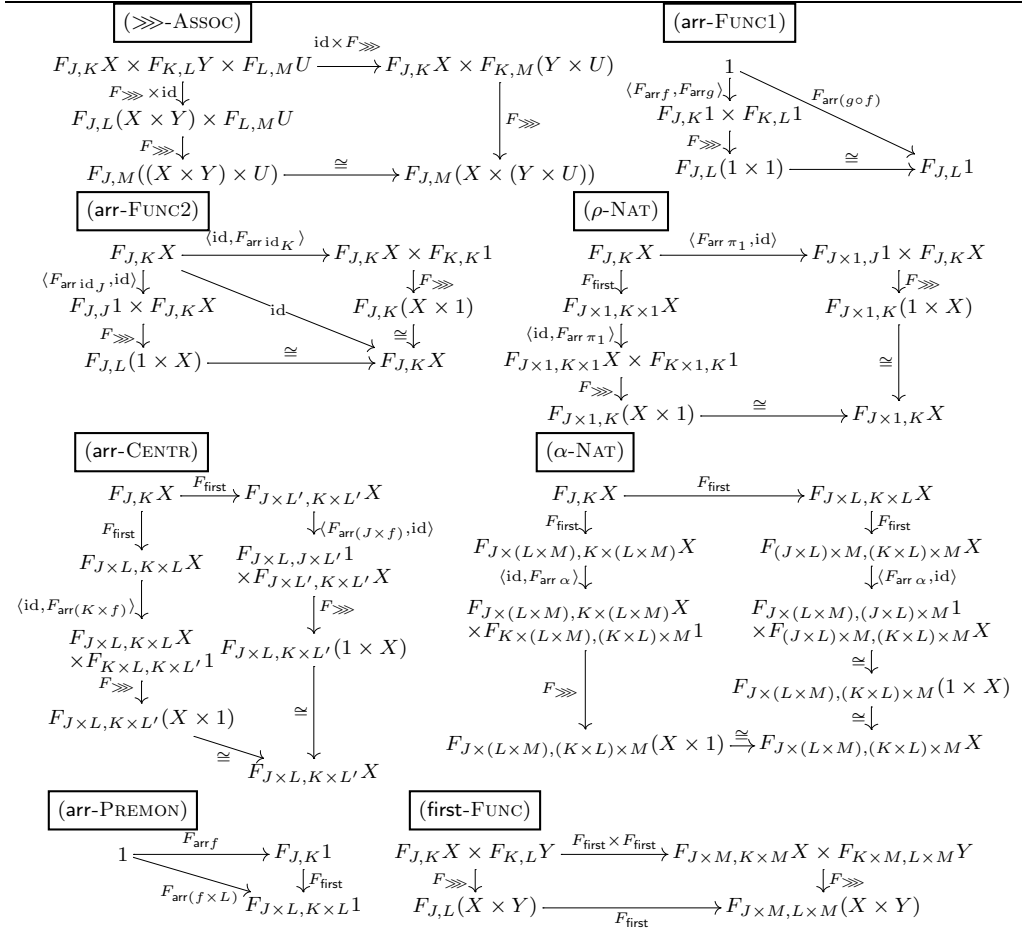 (⋙-ASSOC)
F_{J,K}X × F_{K,L}Y × F_{L,M}U --id×F_⋙--> F_{J,K}X × F_{K,M}(Y × U)
F_⋙ ×id
F_{J,L}(X × Y) × F_{L,M}U
F_⋙
F_⋙
F_{J,M}((X × Y) × U) --≅--> F_{J,M}(X × (Y × U))
(arr-FUNC1)
1
⟨F_{arr f}, F_{arr g}⟩
F_{arr(g∘f)}
F_{J,K}1 × F_{K,L}1
F_⋙
F_{J,L}(1 × 1) --≅--> F_{J,L}1
(arr-FUNC2)
F_{J,K}X --⟨id,F_{arr id_K}⟩--> F_{J,K}X × F_{K,K}1
⟨F_{arr id_J},id⟩
F_⋙
F_{J,J}1 × F_{J,K}X
id
F_{J,K}(X × 1)
F_⋙
≅
F_{J,L}(1 × X) --≅--> F_{J,K}X
(ρ-NAT)
F_{J,K}X --⟨F_{arr π_1},id⟩--> F_{J×1,J}1 × F_{J,K}X
F_first
F_⋙
F_{J×1,K×1}X
F_{J×1,K}(1 × X)
⟨id,F_{arr π_1}⟩
F_{J×1,K×1}X × F_{K×1,K}1
≅
F_⋙
F_{J×1,K}(X × 1) --≅--> F_{J×1,K}X
(arr-CENTR)
F_{J,K}X --F_first--> F_{J×L′,K×L′}X
F_first
⟨F_{arr(J×f)},id⟩
F_{J×L,K×L}X
F_{J×L,J×L′}1
×F_{J×L′,K×L′}X
⟨id,F_{arr(K×f)}⟩
F_⋙
F_{J×L,K×L}X
×F_{K×L,K×L′}1
F_{J×L,K×L′}(1 × X)
F_⋙
≅
F_{J×L,K×L′}(X × 1)
≅
F_{J×L,K×L′}X
(α-NAT)
F_{J,K}X --F_first--> F_{J×L,K×L}X
F_first
F_first
F_{J×(L×M),K×(L×M)}X
F_{(J×L)×M,(K×L)×M}X
⟨id,F_{arr α}⟩
⟨F_{arr α},id⟩
F_{J×(L×M),K×(L×M)}X
×F_{K×(L×M),(K×L)×M}1
F_{J×(L×M),(J×L)×M}1
×F_{(J×L)×M,(K×L)×M}X
F_⋙
≅
F_{J×(L×M),(K×L)×M}(1 × X)
≅
F_{J×(L×M),(K×L)×M}(X × 1) --≅--> F_{J×(L×M),(K×L)×M}X
(arr-PREMON)
1 --F_{arr f}--> F_{J,K}1
F_{arr(f×L)}
F_first
F_{J×L,K×L}1
(first-FUNC)
F_{J,K}X × F_{K,L}Y --F_first×F_first--> F_{J×M,K×M}X × F_{K×M,L×M}Y
F_⋙
F_⋙
F_{J,L}(X × Y) --F_first--> F_{J×M,L×M}(X × Y)